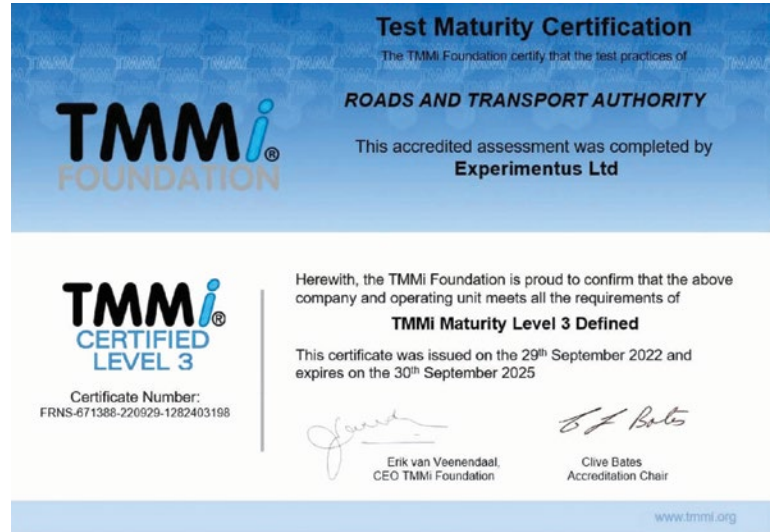 Test Maturity Certification
The TMMi Foundation certify that the test practices of
TMMi®
FOUNDATION
ROADS AND TRANSPORT AUTHORITY
This accredited assessment was completed by
Experimentus Ltd
TMMi®
CERTIFIED
LEVEL 3
Certificate Number:
FRNS-671388-220929-1282403198
Herewith, the TMMi Foundation is proud to confirm that the above
company and operating unit meets all the requirements of
TMMi Maturity Level 3 Defined
This certificate was issued on the 29th September 2022 and
expires on the 30th September 2025
Erik van Veenendaal,
CEO TMMi Foundation
Clive Bates
Accreditation Chair
www.tmmi.org